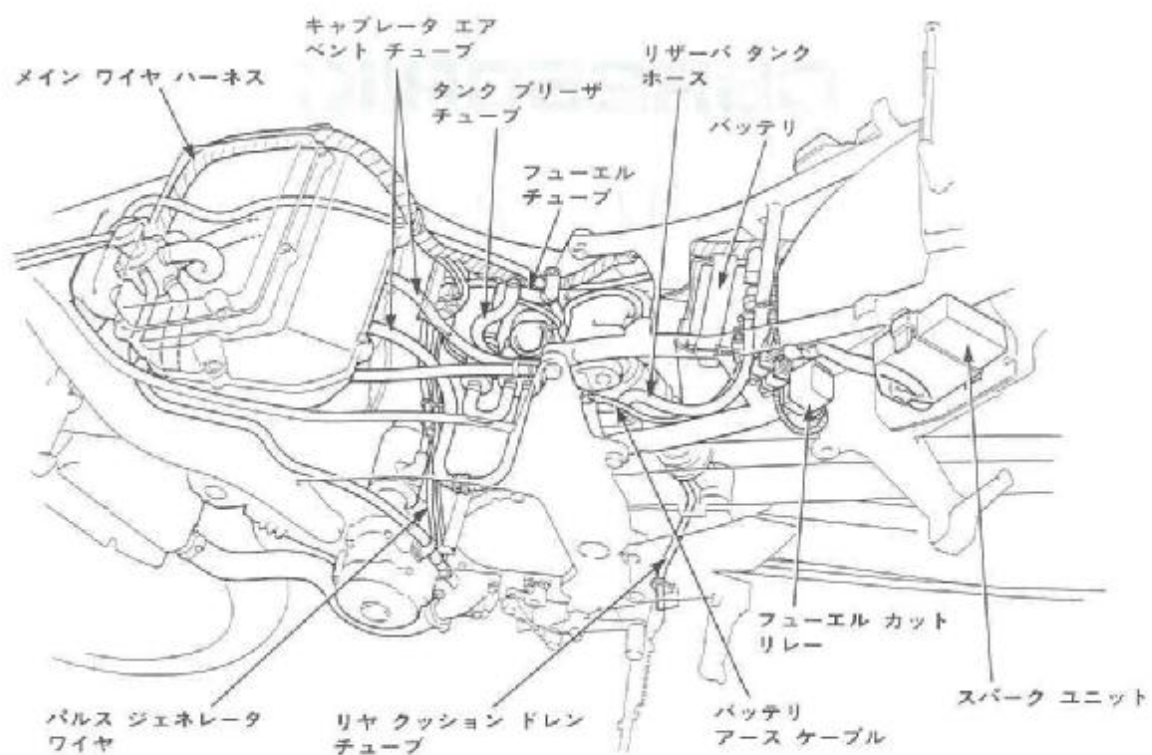 キャブレータ エア
ベント チューブ
メイン ワイヤ ハーネス
タンク ブリーザ
チューブ
リザーバ タンク
ホース
バッテリ
フューエル
チューブ
フューエル カット
リレー
スパーク ユニット
パルス ジェネレータ
ワイヤ
リヤ クッション ドレン
チューブ
バッテリ
アース ケーブル